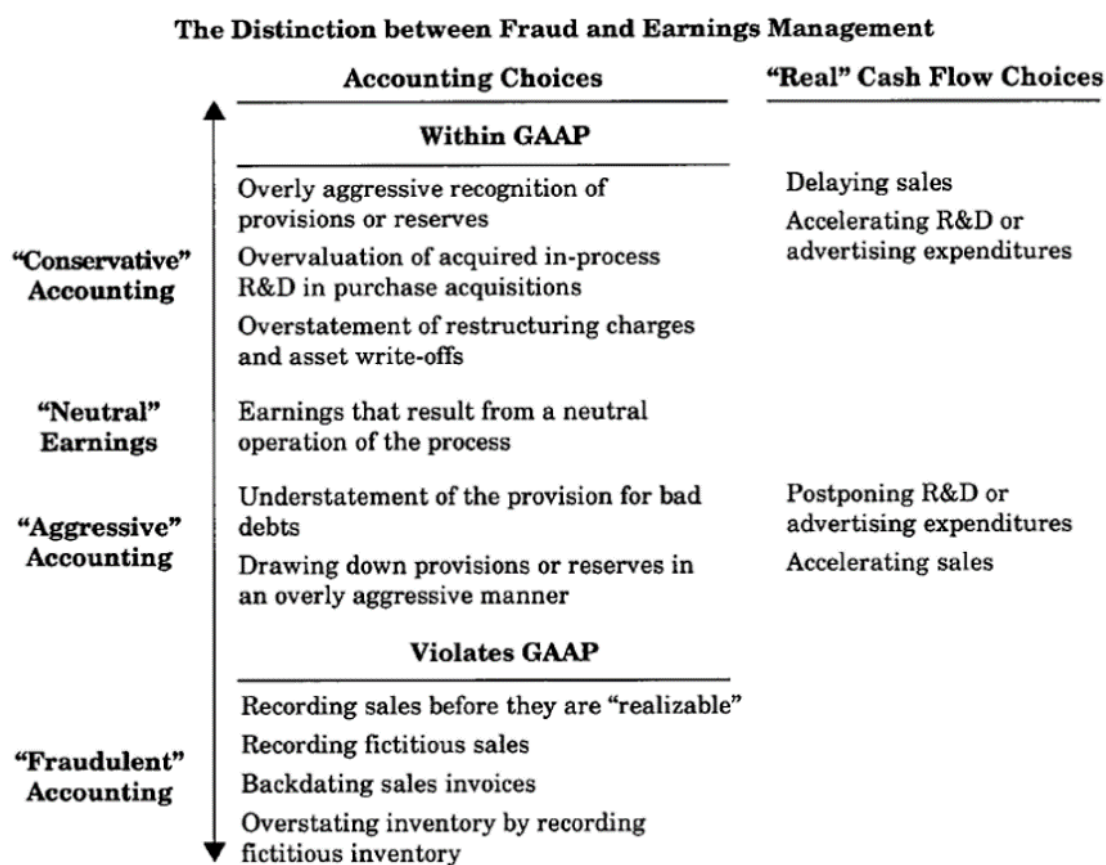 The Distinction between Fraud and Earnings Management
Accounting Choices
“Real” Cash Flow Choices
Within GAAP
“Conservative”
Accounting
Overly aggressive recognition of
provisions or reserves
Overvaluation of acquired in-process
R&D in purchase acquisitions
Overstatement of restructuring charges
and asset write-offs
Delaying sales
Accelerating R&D or
advertising expenditures
“Neutral”
Earnings
Earnings that result from a neutral
operation of the process
“Aggressive”
Accounting
Understatement of the provision for bad
debts
Drawing down provisions or reserves in
an overly aggressive manner
Postponing R&D or
advertising expenditures
Accelerating sales
Violates GAAP
“Fraudulent”
Accounting
Recording sales before they are “realizable”
Recording fictitious sales
Backdating sales invoices
Overstating inventory by recording
fictitious inventory